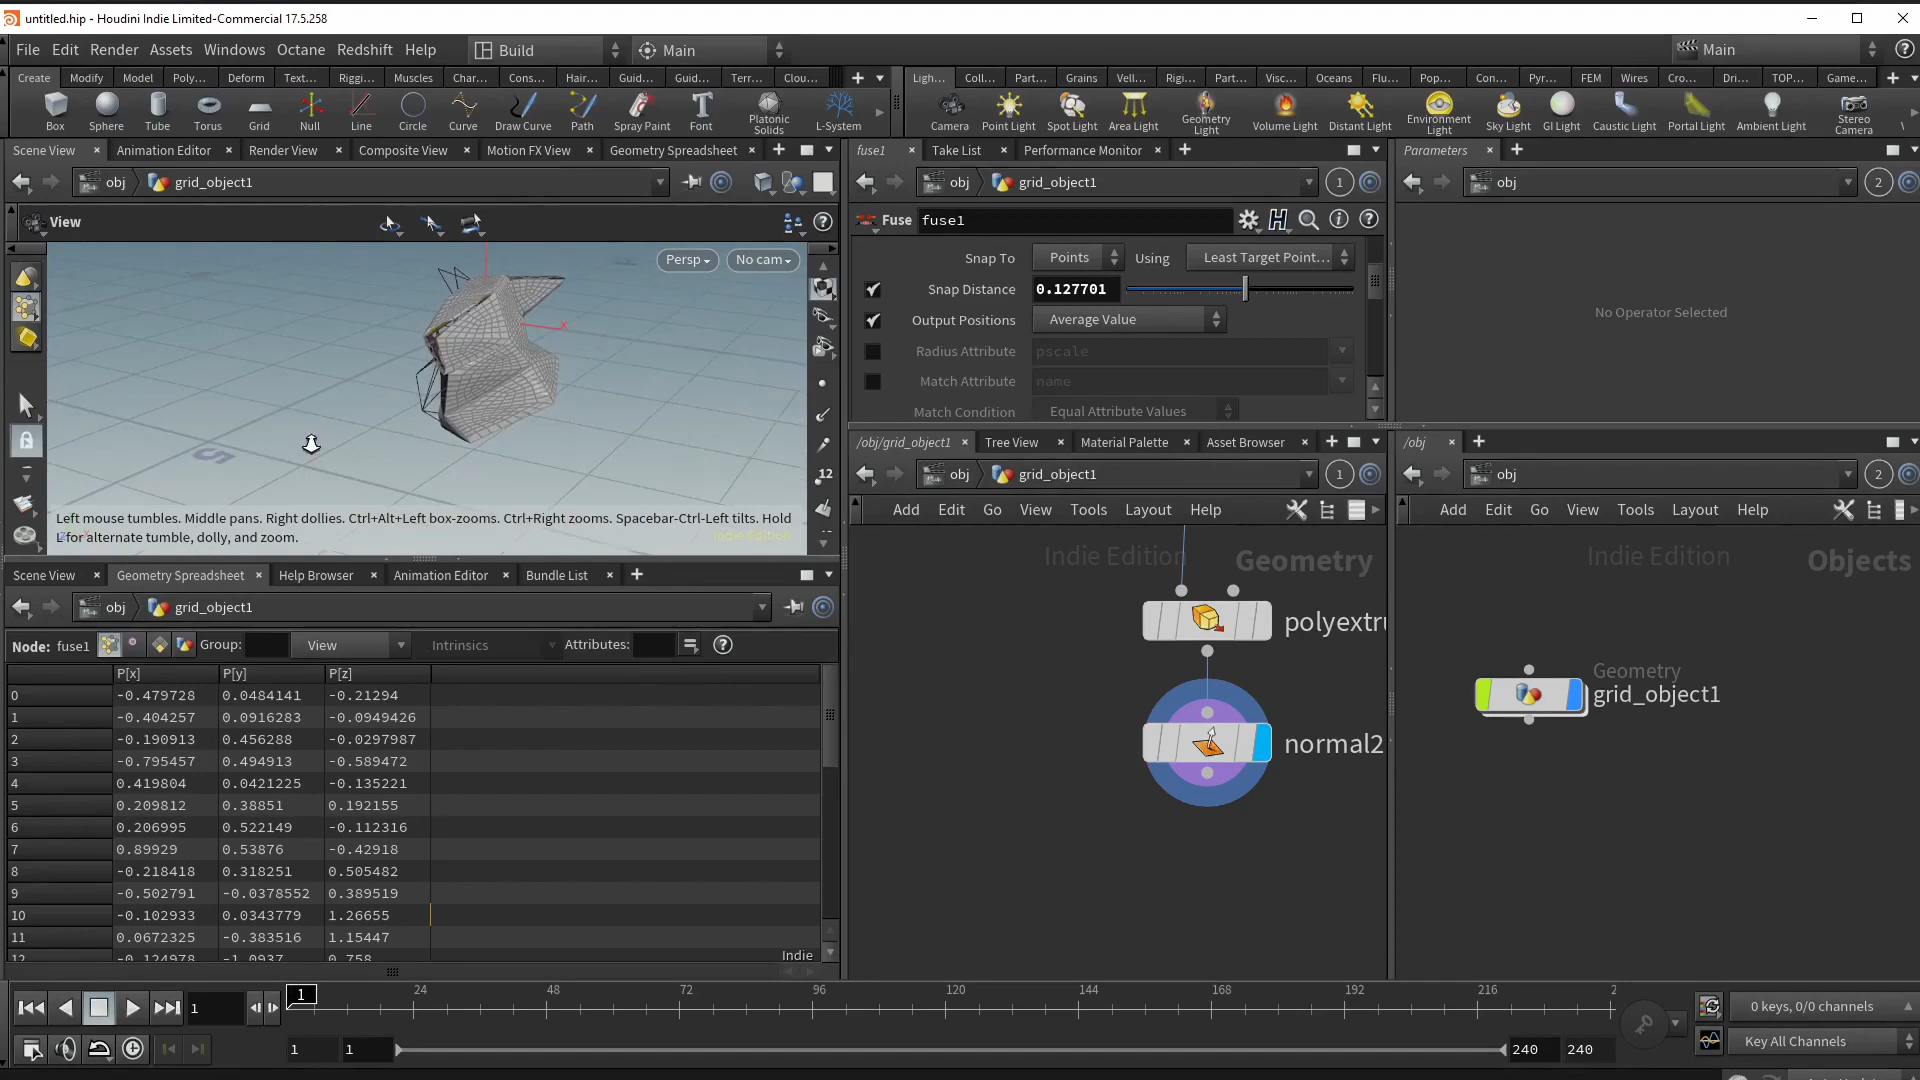 untitled.hip - Houdini Indie Limited-Commercial 17.5.258
File Edit Render Assets Windows Octane Redshift Help Build Main Main
Create Modify Model Poly... Deform Text... Riggi... Muscles Char... Cons... Hair... Guid... Guid... Terr... Clou... Ligh... Coll... Part... Grains Vell... Rigi... Part... Visc... Oceans Flu... Pop... Con... Pyr... FEM Wires Cro... Dri... TOP... Game...
Box Sphere Tube Torus Grid Null Line Circle Curve Draw Curve Path Spray Paint Font Platonic Solids L-System Camera Point Light Spot Light Area Light Geometry Light Volume Light Distant Light Environment Light Sky Light GI Light Caustic Light Portal Light Ambient Light Stereo Camera
Scene View Animation Editor Render View Composite View Motion FX View Geometry Spreadsheet fuse1 Take List Performance Monitor Parameters
obj grid_object1 obj grid_object1 1 obj 2
View Fuse fuse1
Persp No cam
Snap To Points Using Least Target Point...
Snap Distance 0.127701
Output Positions Average Value
Radius Attribute pscale
Match Attribute name
Match Condition Equal Attribute Values
No Operator Selected
x
5
12
Left mouse tumbles. Middle pans. Right dollies. Ctrl+Alt+Left box-zooms. Ctrl+Right zooms. Spacebar-Ctrl-Left tilts. Hold
L for alternate tumble, dolly, and zoom.
Indie Edition
/obj/grid_object1 Tree View Material Palette Asset Browser /obj
obj grid_object1 1 obj 2
Add Edit Go View Tools Layout Help Add Edit Go View Tools Layout Help
Indie Edition Geometry Indie Edition Objects
polyextru
normal2
Geometry
grid_object1
Scene View Geometry Spreadsheet Help Browser Animation Editor Bundle List
obj grid_object1
Node: fuse1 Group: View Intrinsics Attributes:
P[x] P[y] P[z]
0 -0.479728 0.0484141 -0.21294
1 -0.404257 0.0916283 -0.0949426
2 -0.190913 0.456288 -0.0297987
3 -0.795457 0.494913 -0.589472
4 0.419804 0.0421225 -0.135221
5 0.209812 0.38851 0.192155
6 0.206995 0.522149 -0.112316
7 0.89929 0.53876 -0.42918
8 -0.218418 0.318251 0.505482
9 -0.502791 -0.0378552 0.389519
10 -0.102933 0.0343779 1.26655
11 0.0672325 -0.383516 1.15447
12 -0.124978 -1.0937 0.758
Indie
1 1 24 48 72 96 120 144 168 192 216 2
0 keys, 0/0 channels
1 1 240 240
Key All Channels